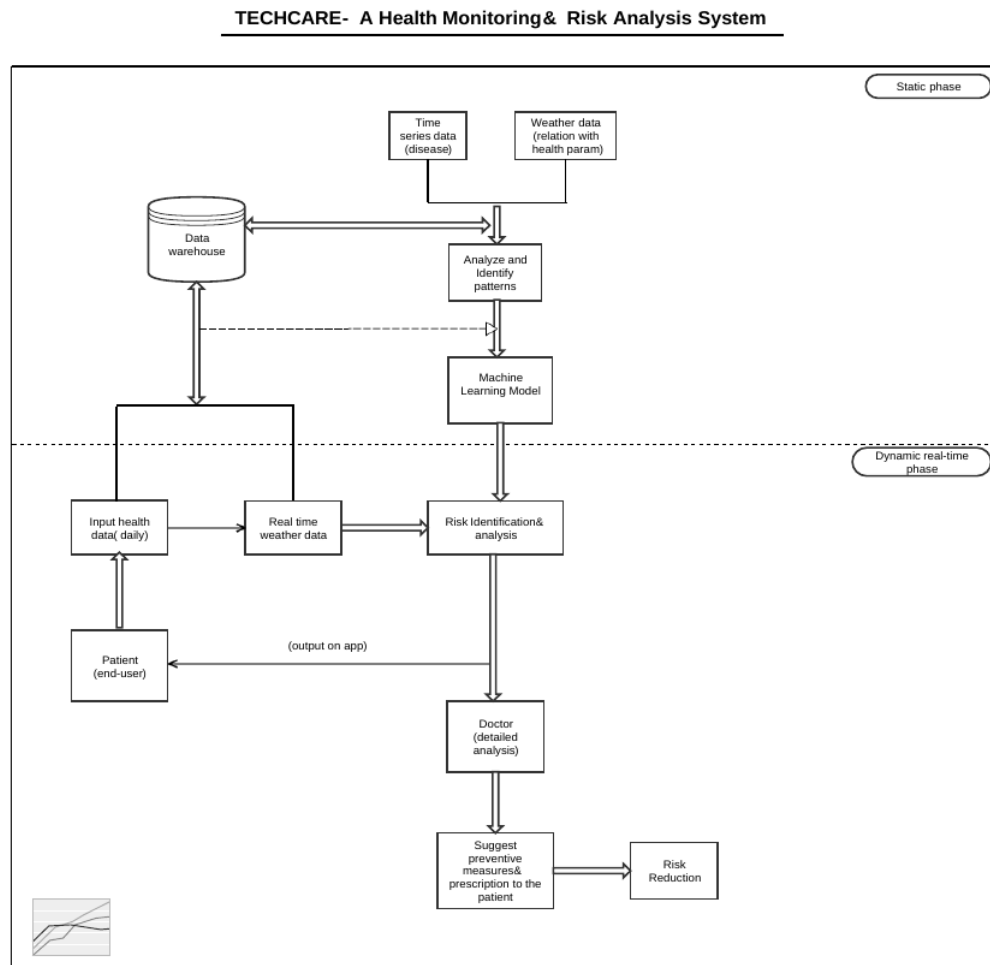 TECHCARE-  A Health Monitoring&  Risk Analysis System
Static phase
Time
series data
(disease)
Weather data
(relation with
health param)
Data
warehouse
Analyze and
Identify
patterns
Machine
Learning Model
Dynamic real-time
phase
Input health
data( daily)
Real time
weather data
Risk Identification&
analysis
Patient
(end-user)
(output on app)
Doctor
(detailed
analysis)
Suggest
preventive
measures&
prescription to the
patient
Risk
Reduction